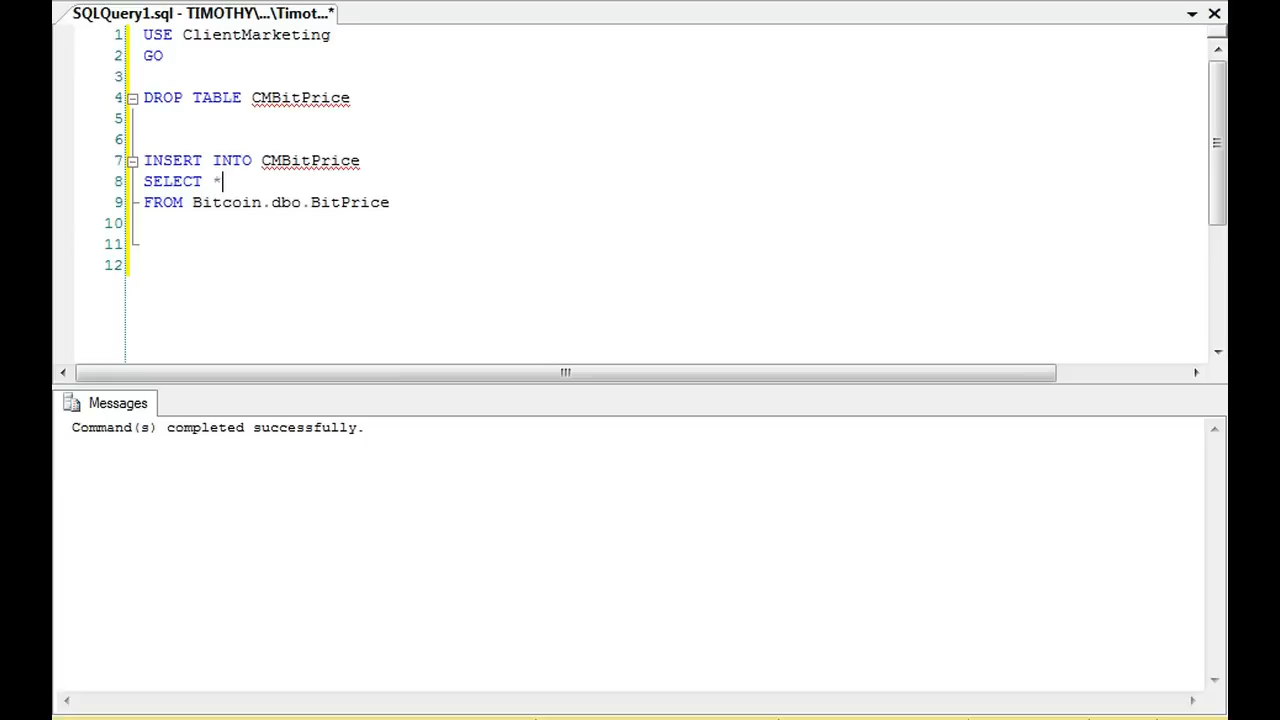 SQLQuery1.sql - TIMOTHY\...\Timot...*
1 USE ClientMarketing
2 GO
3
4 DROP TABLE CMBitPrice
5
6
7 INSERT INTO CMBitPrice
8 SELECT *
9 FROM Bitcoin.dbo.BitPrice
10
11
12
Messages
Command(s) completed successfully.